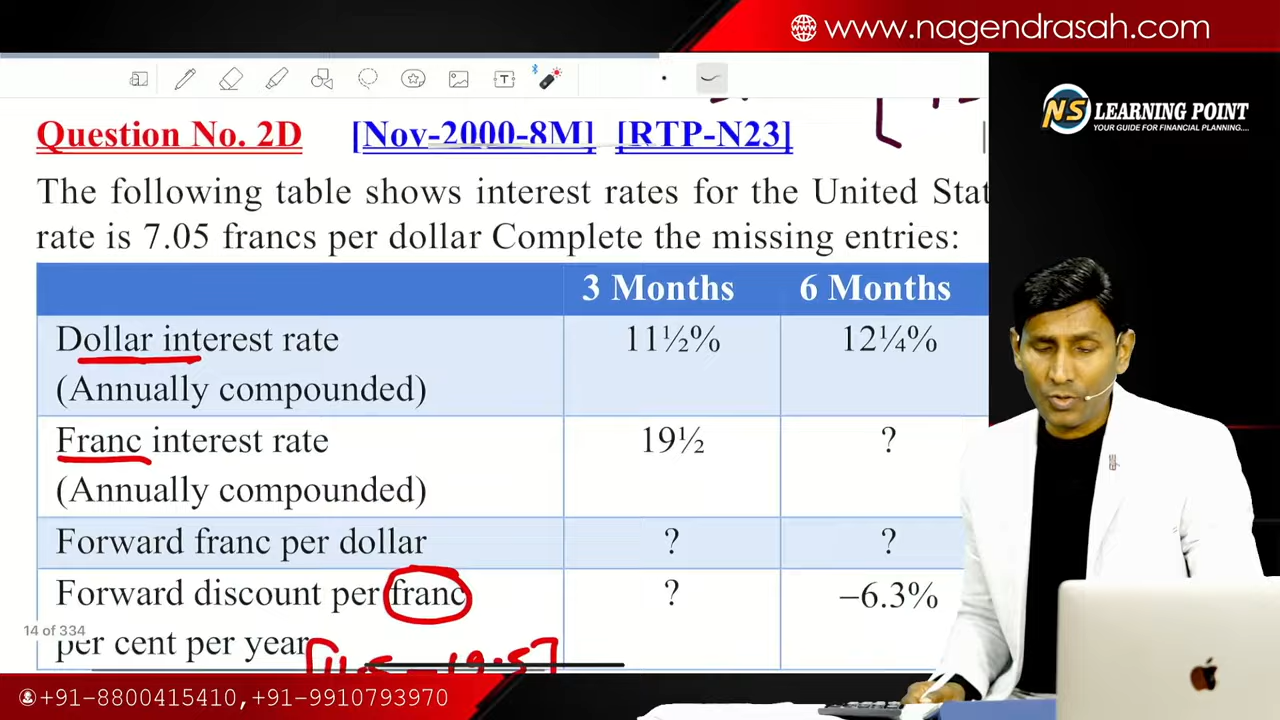 www.nagendrasah.com
NS LEARNING POINT
YOUR GUIDE FOR FINANCIAL PLANNING....
Question No. 2D [Nov-2000-8M] [RTP-N23]
The following table shows interest rates for the United Stat
rate is 7.05 francs per dollar Complete the missing entries:
3 Months 6 Months
Dollar interest rate 11½% 12¼%
(Annually compounded)
Franc interest rate 19½ ?
(Annually compounded)
Forward franc per dollar ? ?
Forward discount per franc ? –6.3%
14 of 334
per cent per year
[11.5 – 19.5]
+91-8800415410,+91-9910793970